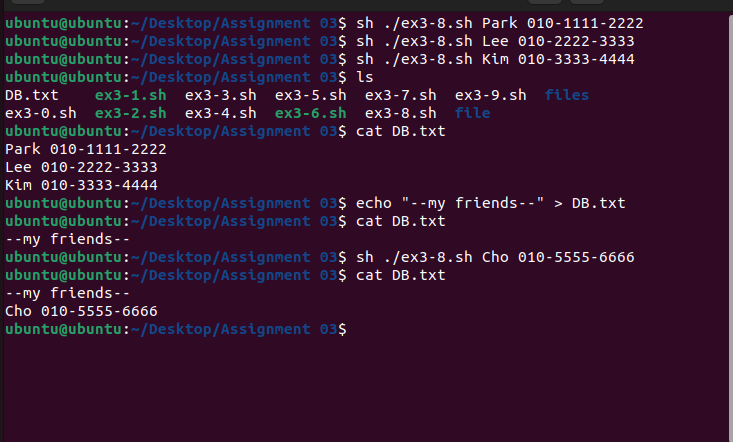 ubuntu@ubuntu:~/Desktop/Assignment 03$ sh ./ex3-8.sh Park 010-1111-2222
ubuntu@ubuntu:~/Desktop/Assignment 03$ sh ./ex3-8.sh Lee 010-2222-3333
ubuntu@ubuntu:~/Desktop/Assignment 03$ sh ./ex3-8.sh Kim 010-3333-4444
ubuntu@ubuntu:~/Desktop/Assignment 03$ ls
DB.txt    ex3-1.sh  ex3-3.sh  ex3-5.sh  ex3-7.sh  ex3-9.sh  files
ex3-0.sh  ex3-2.sh  ex3-4.sh  ex3-6.sh  ex3-8.sh  file
ubuntu@ubuntu:~/Desktop/Assignment 03$ cat DB.txt
Park 010-1111-2222
Lee 010-2222-3333
Kim 010-3333-4444
ubuntu@ubuntu:~/Desktop/Assignment 03$ echo "--my friends--" > DB.txt
ubuntu@ubuntu:~/Desktop/Assignment 03$ cat DB.txt
--my friends--
ubuntu@ubuntu:~/Desktop/Assignment 03$ sh ./ex3-8.sh Cho 010-5555-6666
ubuntu@ubuntu:~/Desktop/Assignment 03$ cat DB.txt
--my friends--
Cho 010-5555-6666
ubuntu@ubuntu:~/Desktop/Assignment 03$